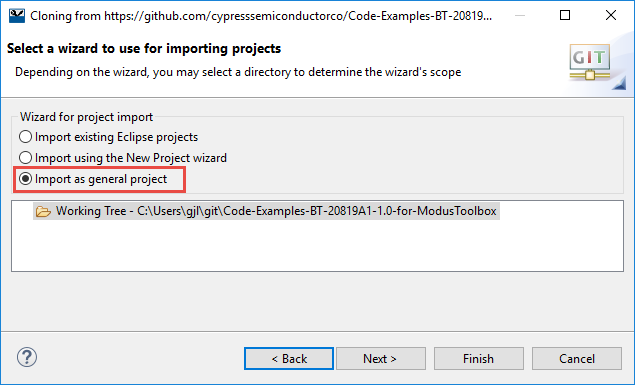 Cloning from https://github.com/cypresssemiconductorco/Code-Examples-BT-20819...
Select a wizard to use for importing projects
Depending on the wizard, you may select a directory to determine the wizard's scope
GIT
Wizard for project import
Import existing Eclipse projects
Import using the New Project wizard
Import as general project
Working Tree - C:\Users\gjl\git\Code-Examples-BT-20819A1-1.0-for-ModusToolbox
?
< Back
Next >
Finish
Cancel